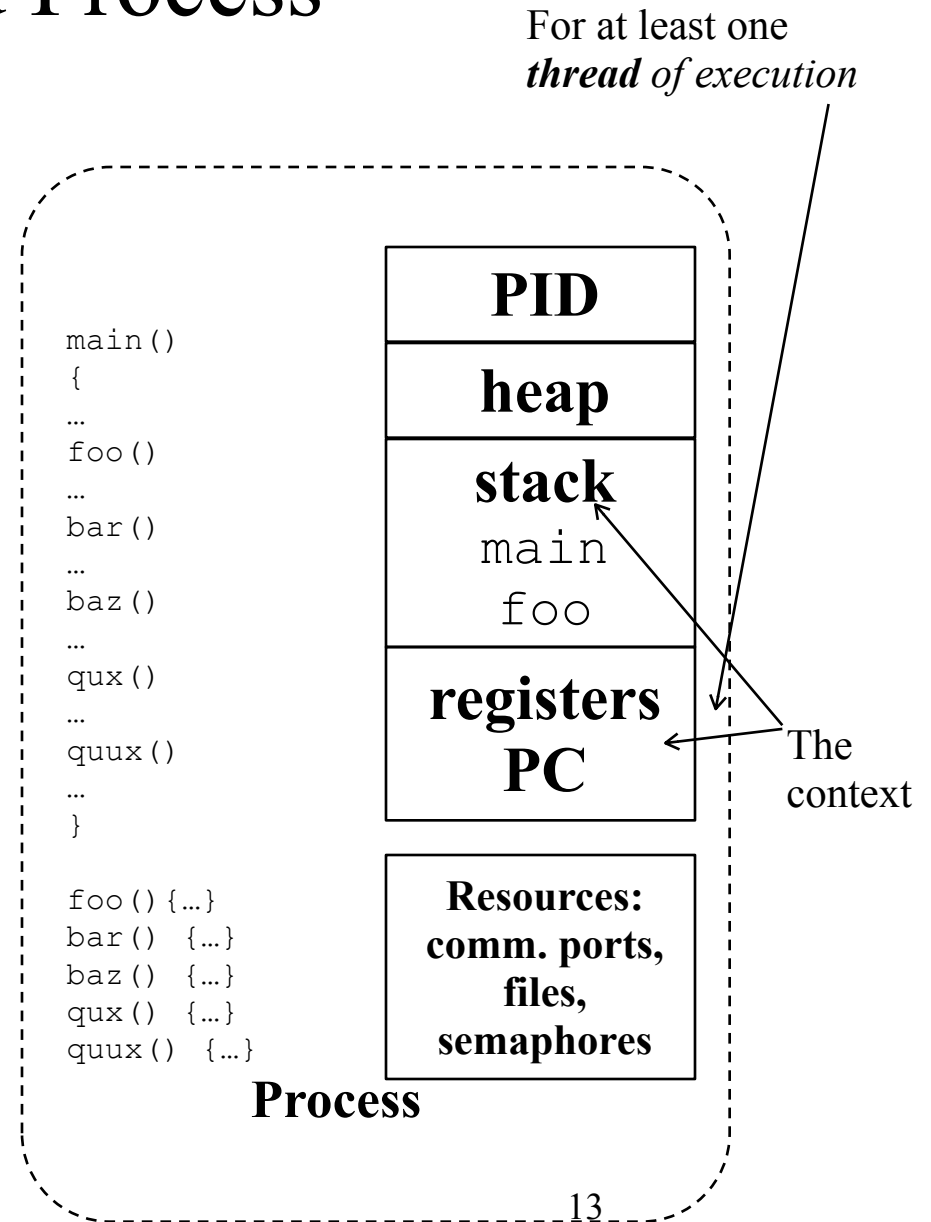 Process
For at least one
thread of execution
main()
{
…
foo()
…
bar()
…
baz()
…
qux()
…
quux()
…
}
foo(){…}
bar() {…}
baz() {…}
qux() {…}
quux() {…}
PID
heap
stack
main
foo
registers
PC
The
context
Resources:
comm. ports,
files,
semaphores
Process
13